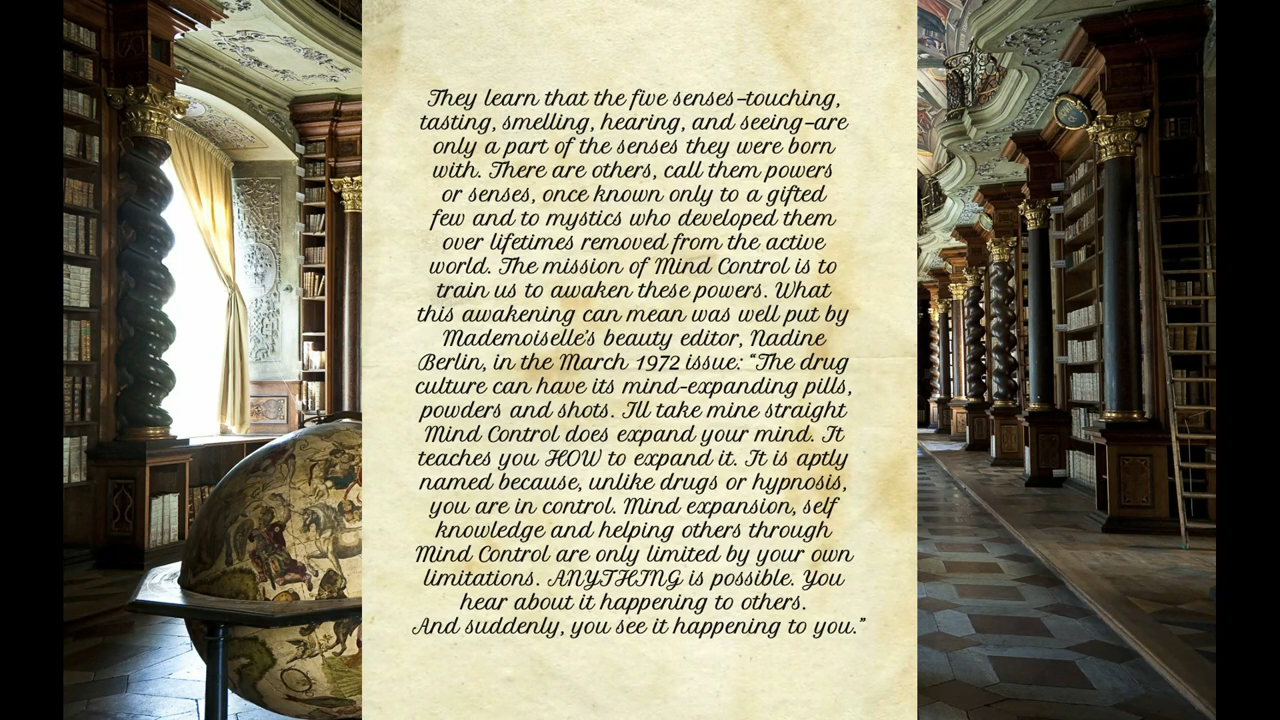 They learn that the five senses–touching,
tasting, smelling, hearing, and seeing–are
only a part of the senses they were born
with. There are others, call them powers
or senses, once known only to a gifted
few and to mystics who developed them
over lifetimes removed from the active
world. The mission of Mind Control is to
train us to awaken these powers. What
this awakening can mean was well put by
Mademoiselle’s beauty editor, Nadine
Berlin, in the March 1972 issue: “The drug
culture can have its mind-expanding pills,
powders and shots. Ill take mine straight
Mind Control does expand your mind. It
teaches you HOW to expand it. It is aptly
named because, unlike drugs or hypnosis,
you are in control. Mind expansion, self
knowledge and helping others through
Mind Control are only limited by your own
limitations. ANYTHING is possible. You
hear about it happening to others.
And suddenly, you see it happening to you.”